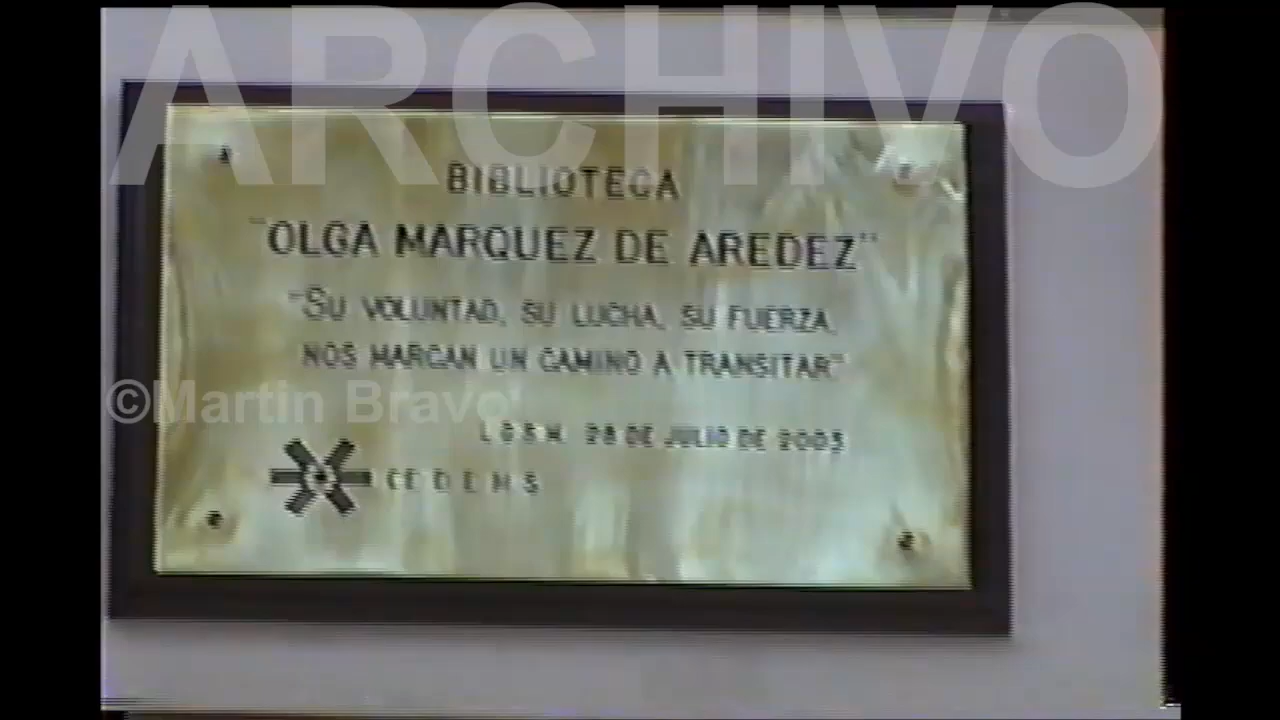 ARCHIVO
BIBLIOTECA
"OLGA MARQUEZ DE AREDEZ"
"SU VOLUNTAD, SU LUCHA, SU FUERZA,
NOS MARCAN UN CAMINO A TRANSITAR"
©Martin Bravo
L G S M. 28 DE JULIO DE 2005